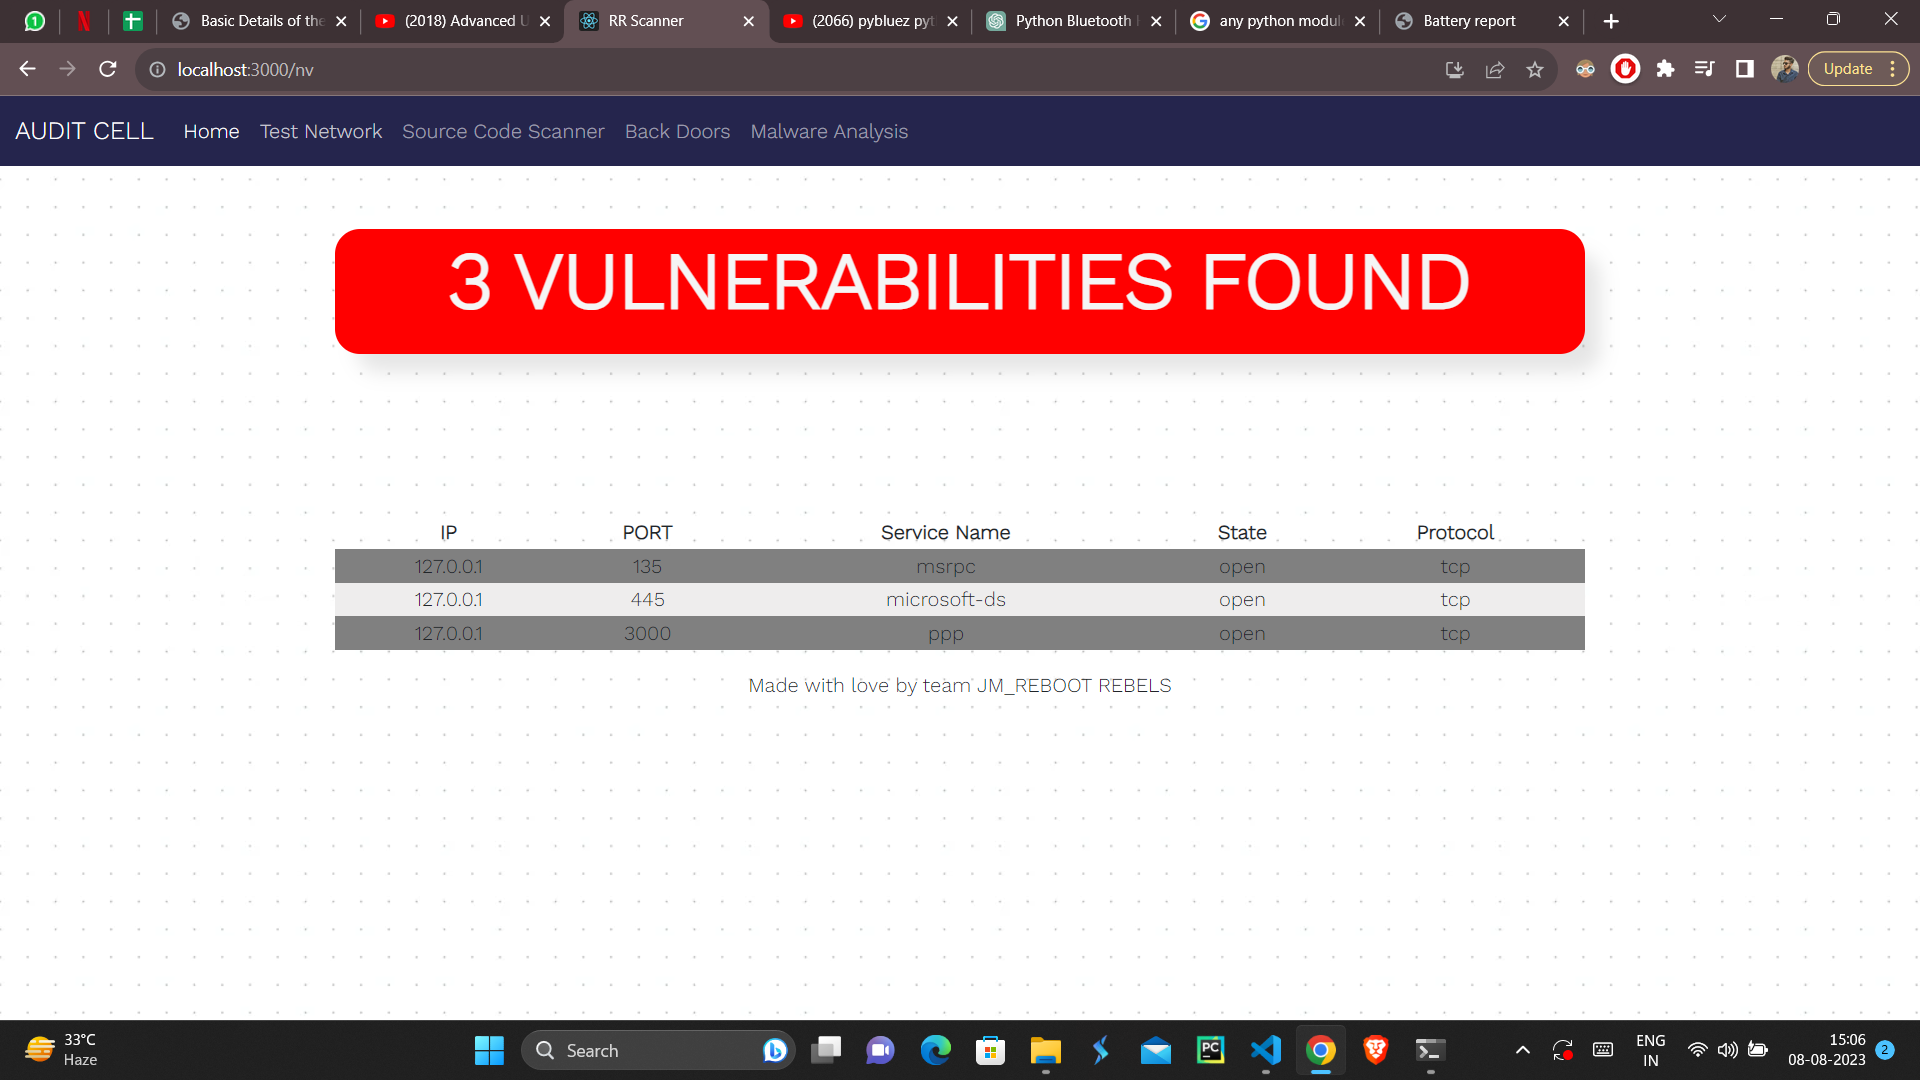 Basic Details of the
(2018) Advanced U
RR Scanner
(2066) pybluez pyt
Python Bluetooth
any python modul
Battery report
localhost:3000/nv
Update
AUDIT CELL Home Test Network Source Code Scanner Back Doors Malware Analysis
3 VULNERABILITIES FOUND
IP PORT Service Name State Protocol
127.0.0.1 135 msrpc open tcp
127.0.0.1 445 microsoft-ds open tcp
127.0.0.1 3000 ppp open tcp
Made with love by team JM_REBOOT REBELS
33°C
Haze
Search
PC
ENG
IN
15:06
08-08-2023
2